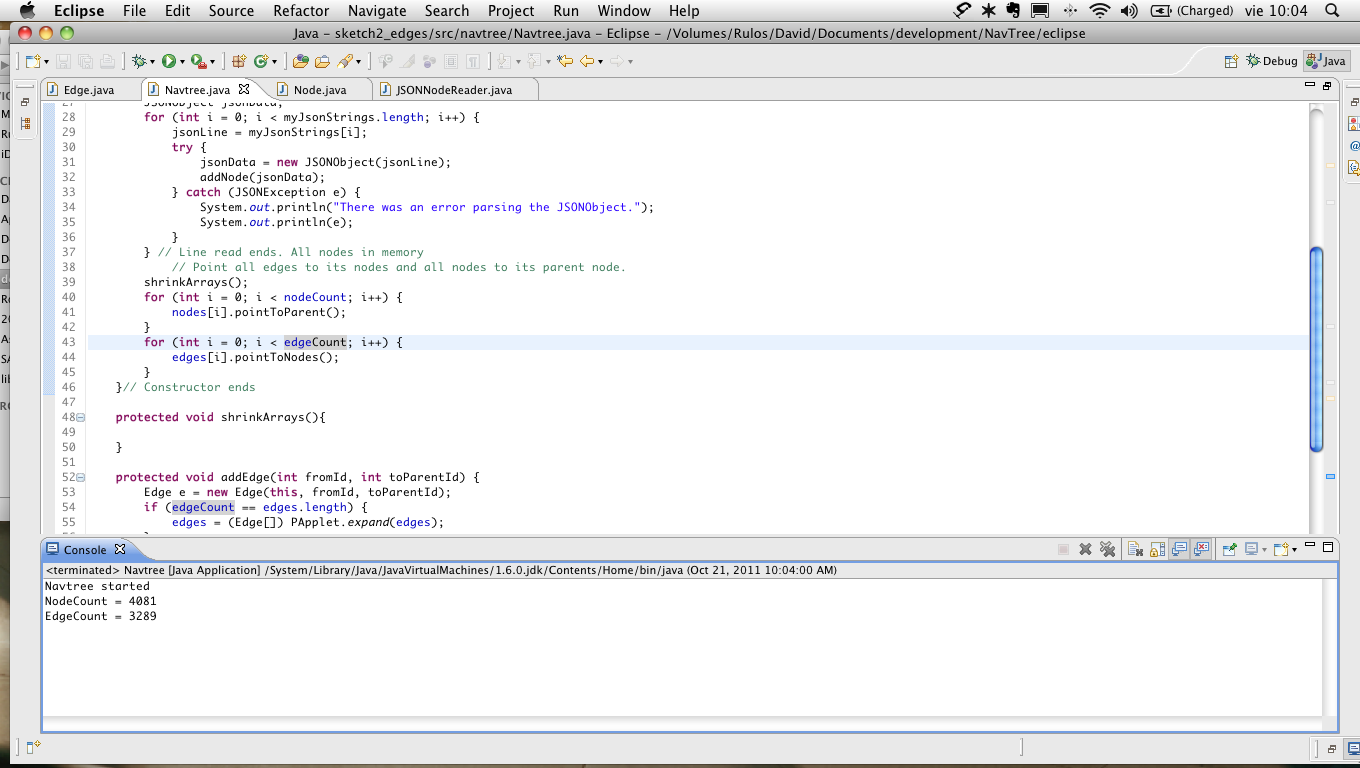 Eclipse File Edit Source Refactor Navigate Search Project Run Window Help (Charged) vie 10:04
Java – sketch2_edges/src/navtree/Navtree.java – Eclipse – /Volumes/Rulos/David/Documents/development/NavTree/eclipse
Debug Java
Edge.java Navtree.java Node.java JSONNodeReader.java
27 JSONObject jsonData;
28 for (int i = 0; i < myJsonStrings.length; i++) {
29 jsonLine = myJsonStrings[i];
30 try {
31 jsonData = new JSONObject(jsonLine);
32 addNode(jsonData);
33 } catch (JSONException e) {
34 System.out.println("There was an error parsing the JSONObject.");
35 System.out.println(e);
36 }
37 } // Line read ends. All nodes in memory
38 // Point all edges to its nodes and all nodes to its parent node.
39 shrinkArrays();
40 for (int i = 0; i < nodeCount; i++) {
41 nodes[i].pointToParent();
42 }
43 for (int i = 0; i < edgeCount; i++) {
44 edges[i].pointToNodes();
45 }
46 }// Constructor ends
47
48 protected void shrinkArrays(){
49
50 }
51
52 protected void addEdge(int fromId, int toParentId) {
53 Edge e = new Edge(this, fromId, toParentId);
54 if (edgeCount == edges.length) {
55 edges = (Edge[]) PApplet.expand(edges);
Console
<terminated> Navtree [Java Application] /System/Library/Java/JavaVirtualMachines/1.6.0.jdk/Contents/Home/bin/java (Oct 21, 2011 10:04:00 AM)
Navtree started
NodeCount = 4081
EdgeCount = 3289